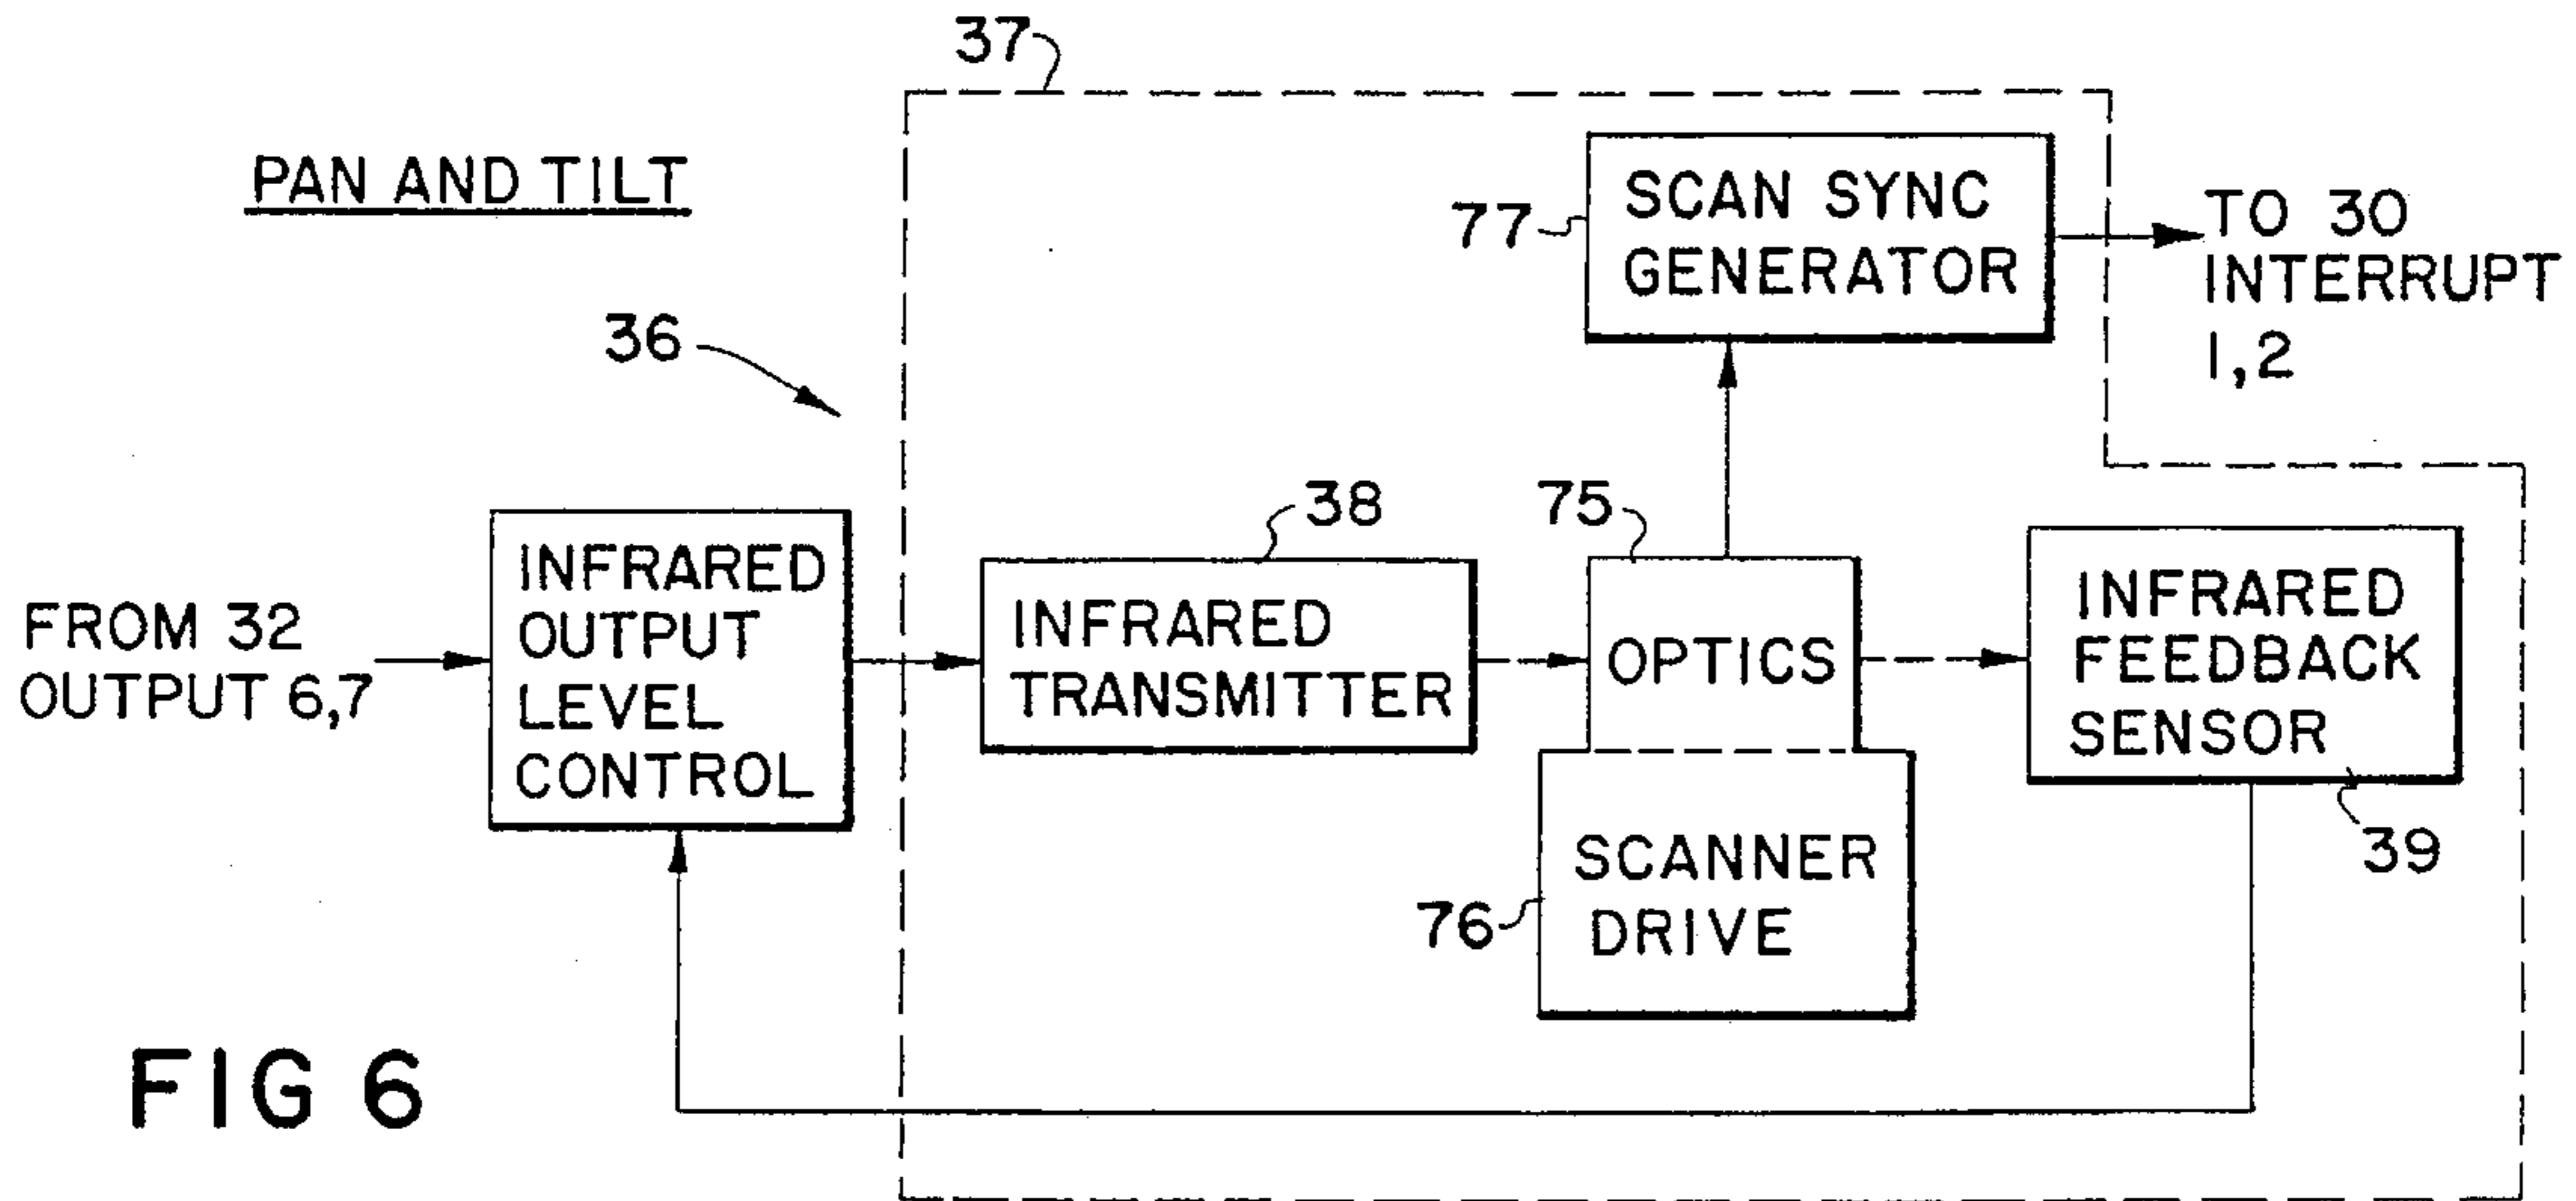 37
PAN AND TILT
77
SCAN SYNC
GENERATOR
TO 30
INTERRUPT
1,2
36
38
75
FROM 32
OUTPUT 6,7
INFRARED
OUTPUT
LEVEL
CONTROL
INFRARED
TRANSMITTER
OPTICS
INFRARED
FEEDBACK
SENSOR
39
76
SCANNER
DRIVE
FIG 6